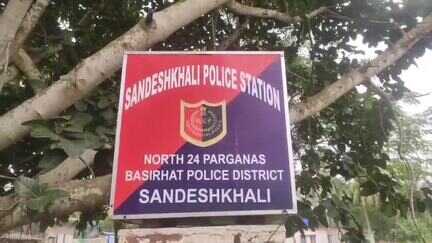 SANDESHKHALI POLICE STATION
NORTH 24 PARGANAS
BASIRHAT POLICE DISTRICT
SANDESHKHALI